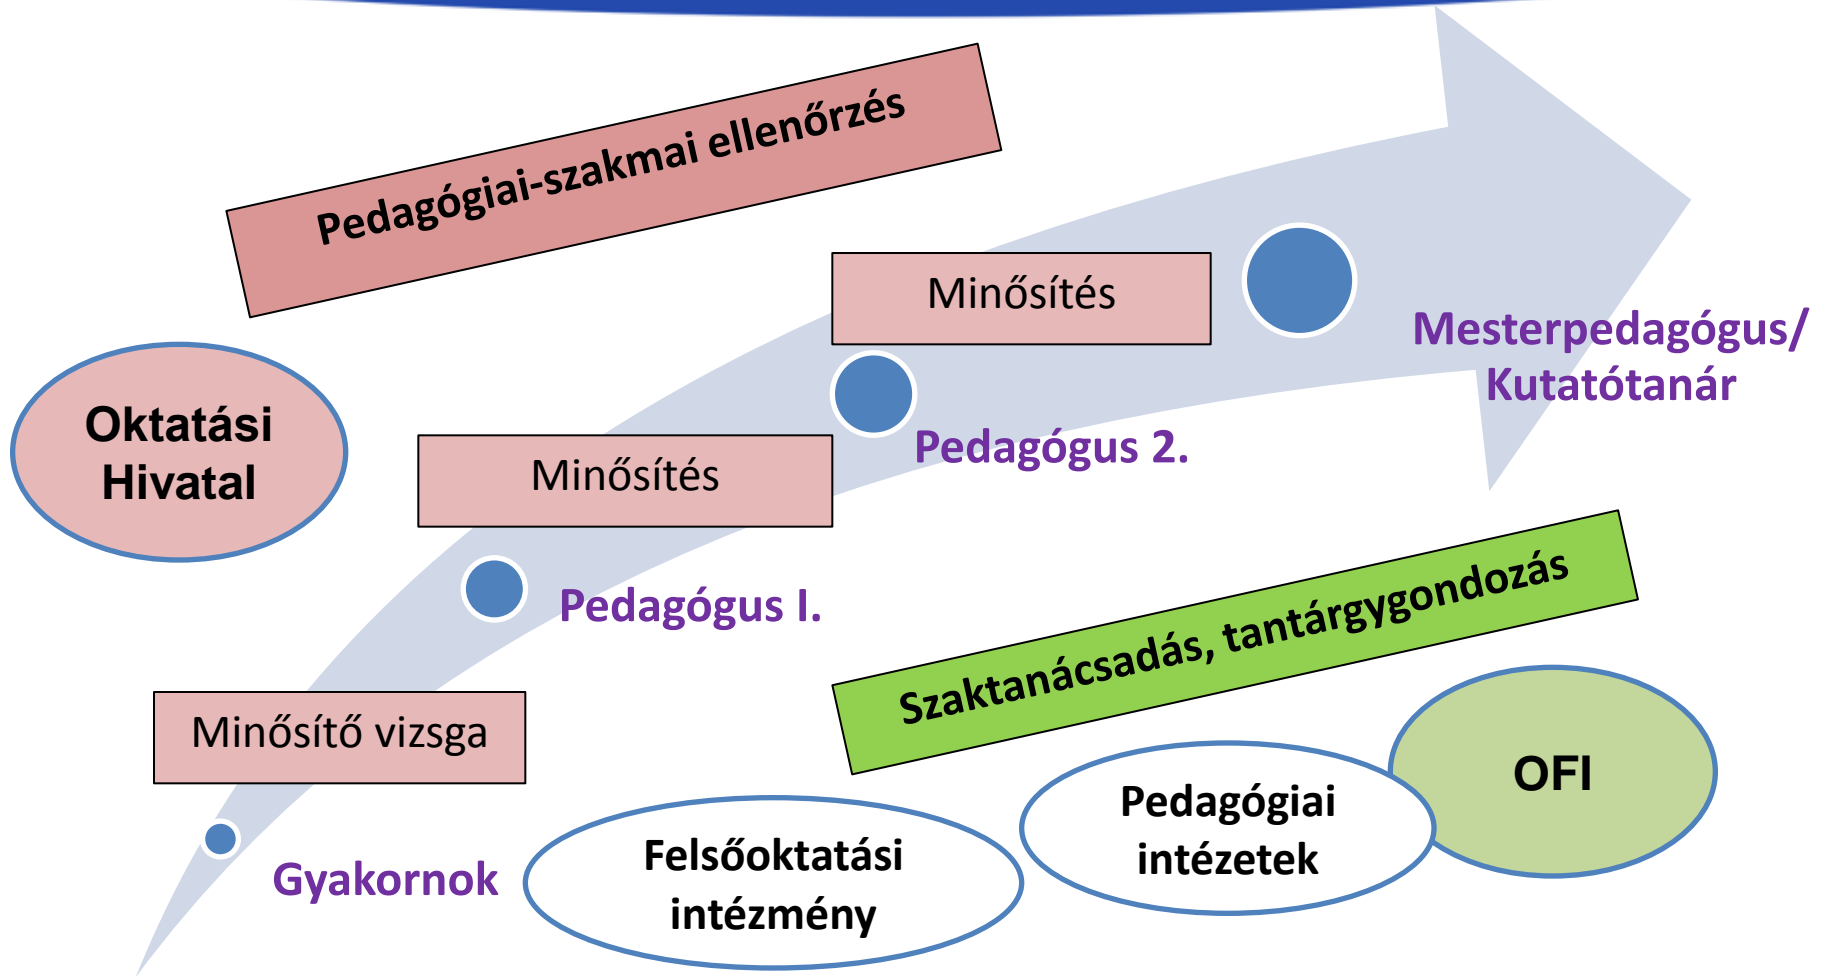 Pedagógiai-szakmai ellenőrzés
Minősítés
Mesterpedagógus/
Kutatótanár
Oktatási
Hivatal
Minősítés
Pedagógus 2.
Pedagógus I.
Szaktanácsadás, tantárgygondozás
Minősítő vizsga
OFI
Pedagógiai
intézetek
Felsőoktatási
intézmény
Gyakornok